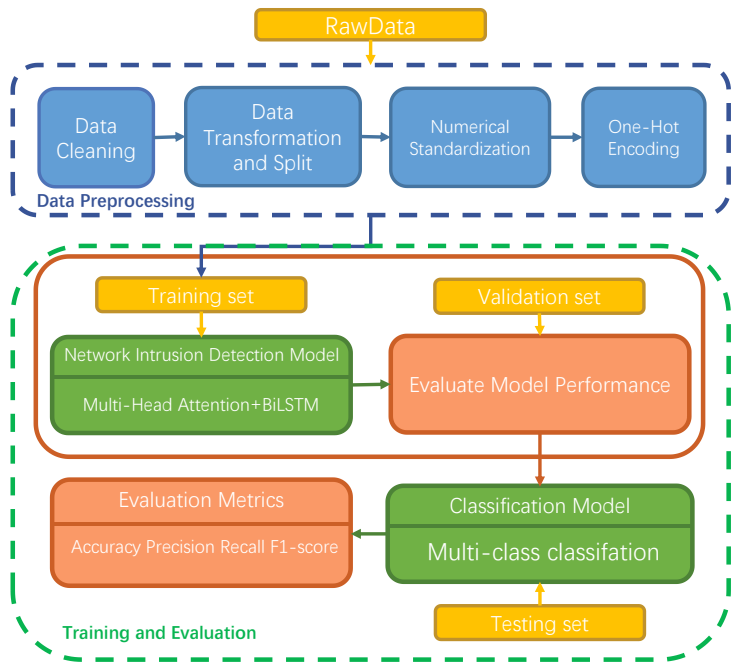 RawData
Data
Cleaning
Data
Transformation
and Split
Numerical
Standardization
One-Hot
Encoding
Data Preprocessing
Training set
Validation set
Network Intrusion Detection Model
Multi-Head Attention+BiLSTM
Evaluate Model Performance
Evaluation Metrics
Accuracy Precision Recall F1-score
Classification Model
Multi-class classifation
Testing set
Training and Evaluation